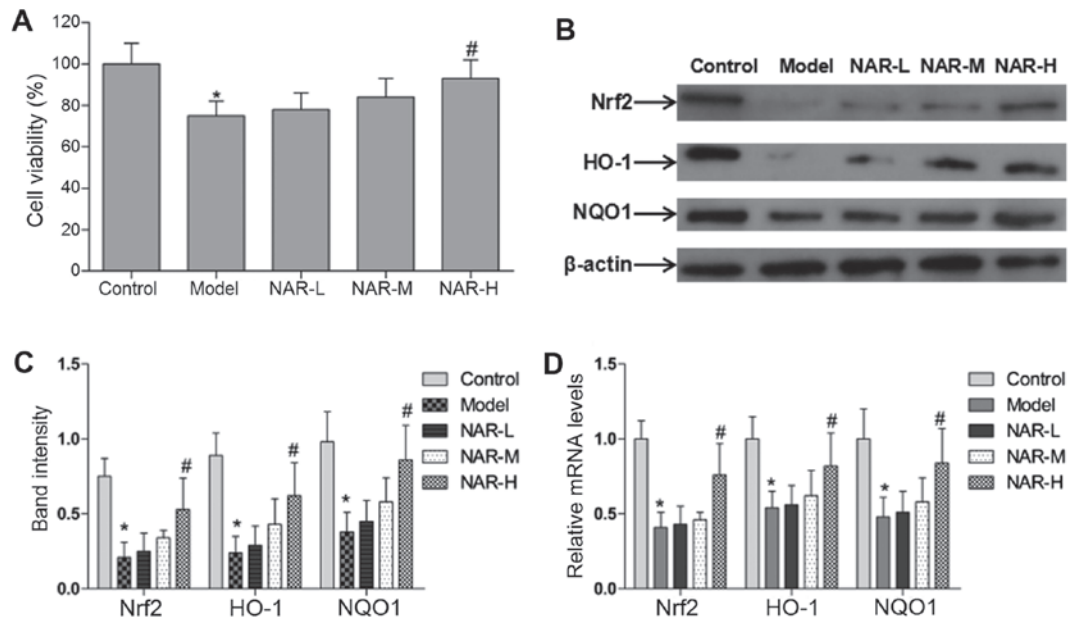 A
120
100
80
60
40
20
0
Cell viability (%)
*
#
Control Model NAR-L NAR-M NAR-H
B
Control Model NAR-L NAR-M NAR-H
Nrf2
HO-1
NQO1
β-actin
C
1.5
1.0
0.5
0.0
Band intensity
* # * # * #
Nrf2 HO-1 NQO1
Control
Model
NAR-L
NAR-M
NAR-H
D
1.5
1.0
0.5
0.0
Relative mRNA levels
* # * # * #
Nrf2 HO-1 NQO1
Control
Model
NAR-L
NAR-M
NAR-H